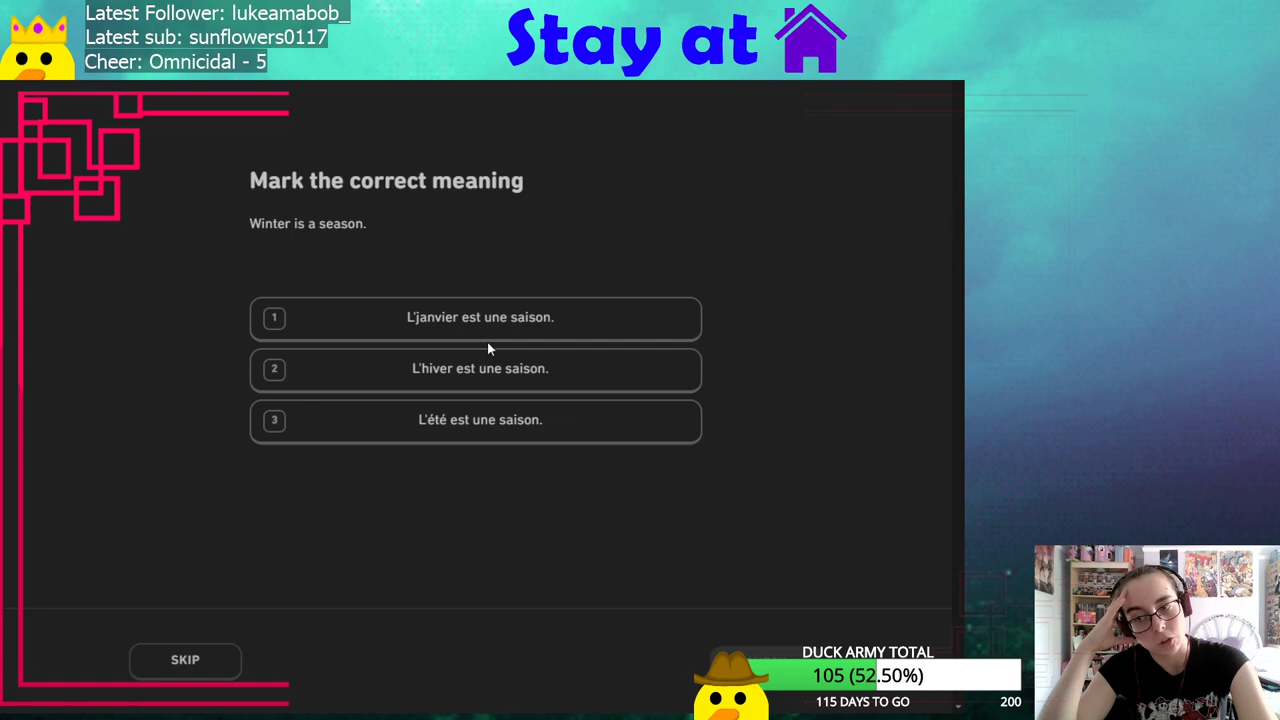 Latest Follower: lukeamabob_
Latest sub: sunflowers0117
Cheer: Omnicidal - 5
Stay at
Mark the correct meaning
Winter is a season.
1 L'janvier est une saison.
2 L'hiver est une saison.
3 L'été est une saison.
SKIP
DUCK ARMY TOTAL
105 (52.50%)
115 DAYS TO GO 200